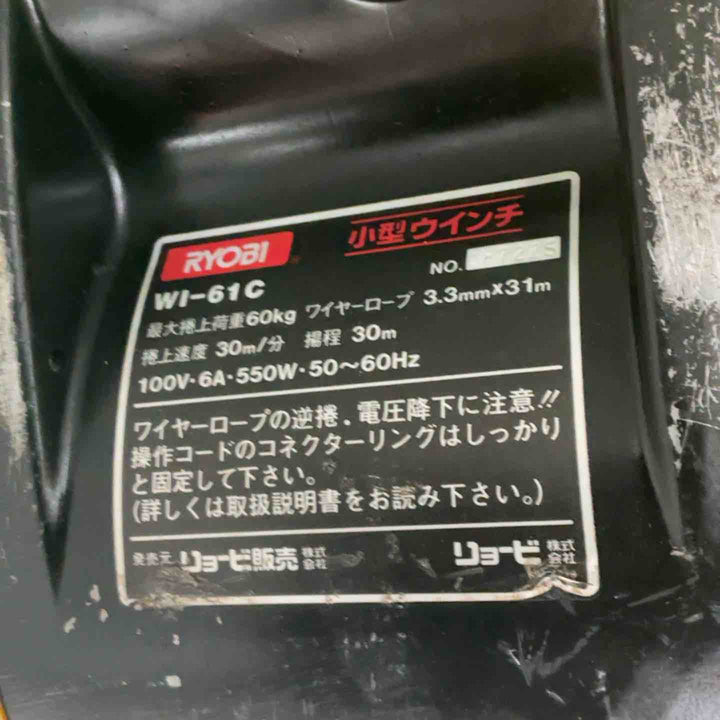 RYOBI 小型ウインチ
WI-61C NO.
最大捲上荷重60kg ワイヤーロープ 3.3mm×31m
捲上速度 30m/分 揚程 30m
100V・6A・550W・50〜60Hz
ワイヤーロープの逆捲、電圧降下に注意!!
操作コードのコネクターリングはしっかり
と固定して下さい。
(詳しくは取扱説明書をお読み下さい。)
発売元 リョービ販売株式会社 リョービ株式会社